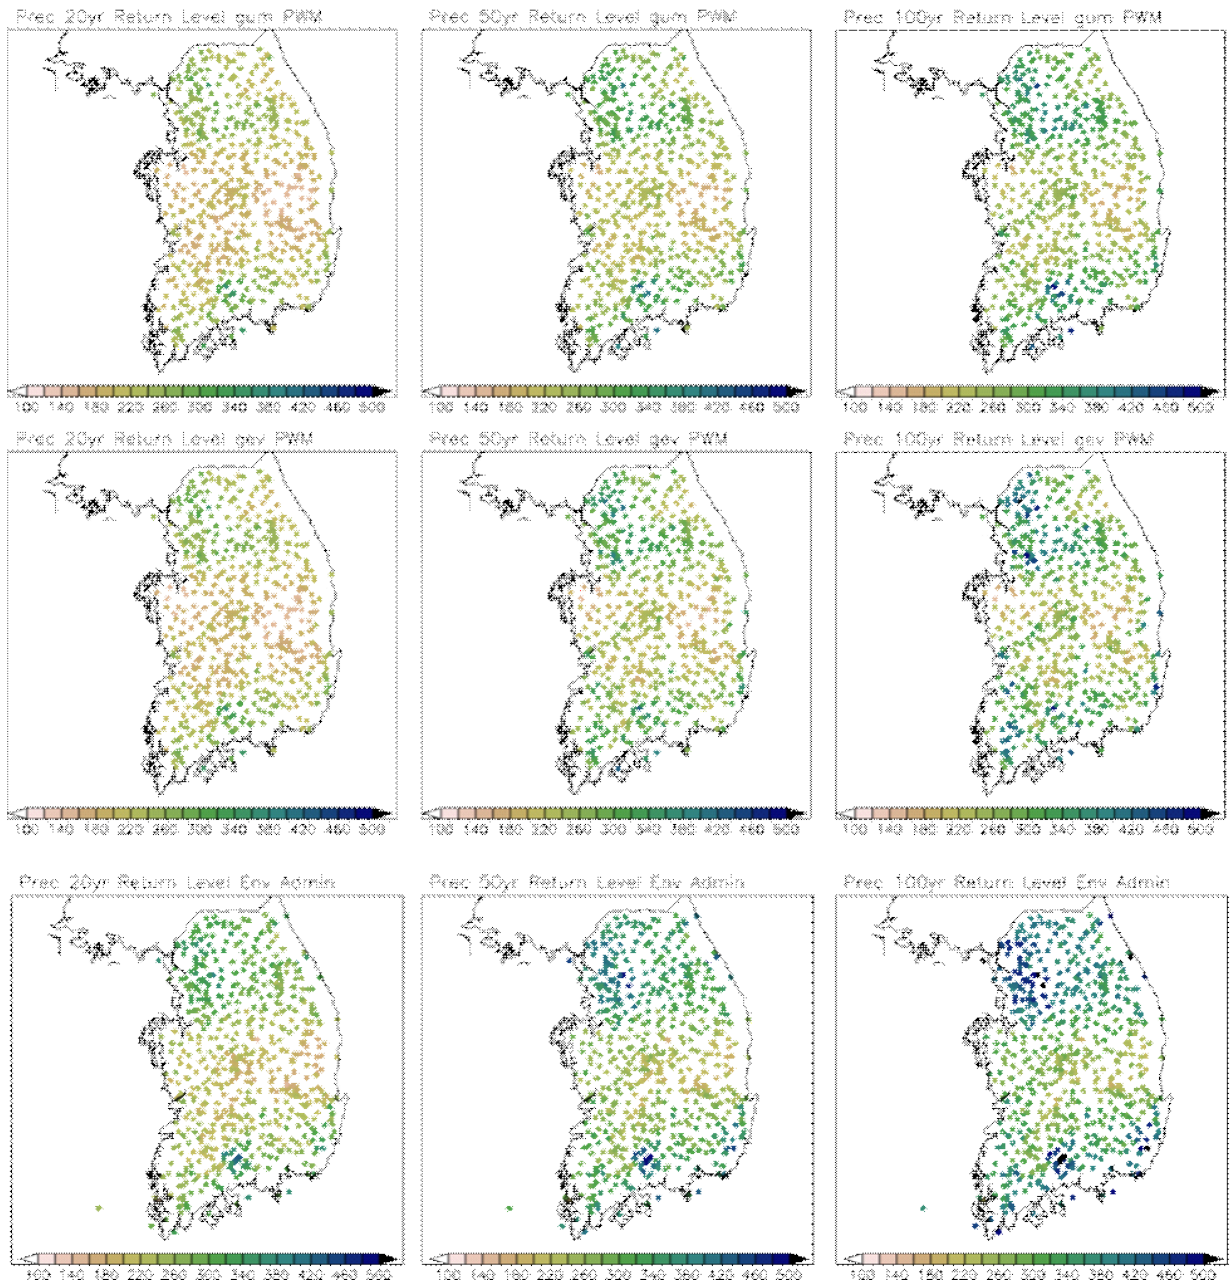 Prec 20yr Return Level gum PWM
Prec 50yr Return Level gum PWM
Prec 100yr Return Level gum PWM
100 140 180 220 260 300 340 380 420 460 500
100 140 180 220 260 300 340 380 420 460 500
100 140 180 220 260 300 340 380 420 460 500
Prec 20yr Return Level gev PWM
Prec 50yr Return Level gev PWM
Prec 100yr Return Level gev PWM
100 140 180 220 260 300 340 380 420 460 500
100 140 180 220 260 300 340 380 420 460 500
100 140 180 220 260 300 340 380 420 460 500
Prec 20yr Return Level Env Admin
Prec 50yr Return Level Env Admin
Prec 100yr Return Level Env Admin
100 140 180 220 260 300 340 380 420 460 500
100 140 180 220 260 300 340 380 420 460 500
100 140 180 220 260 300 340 380 420 460 500